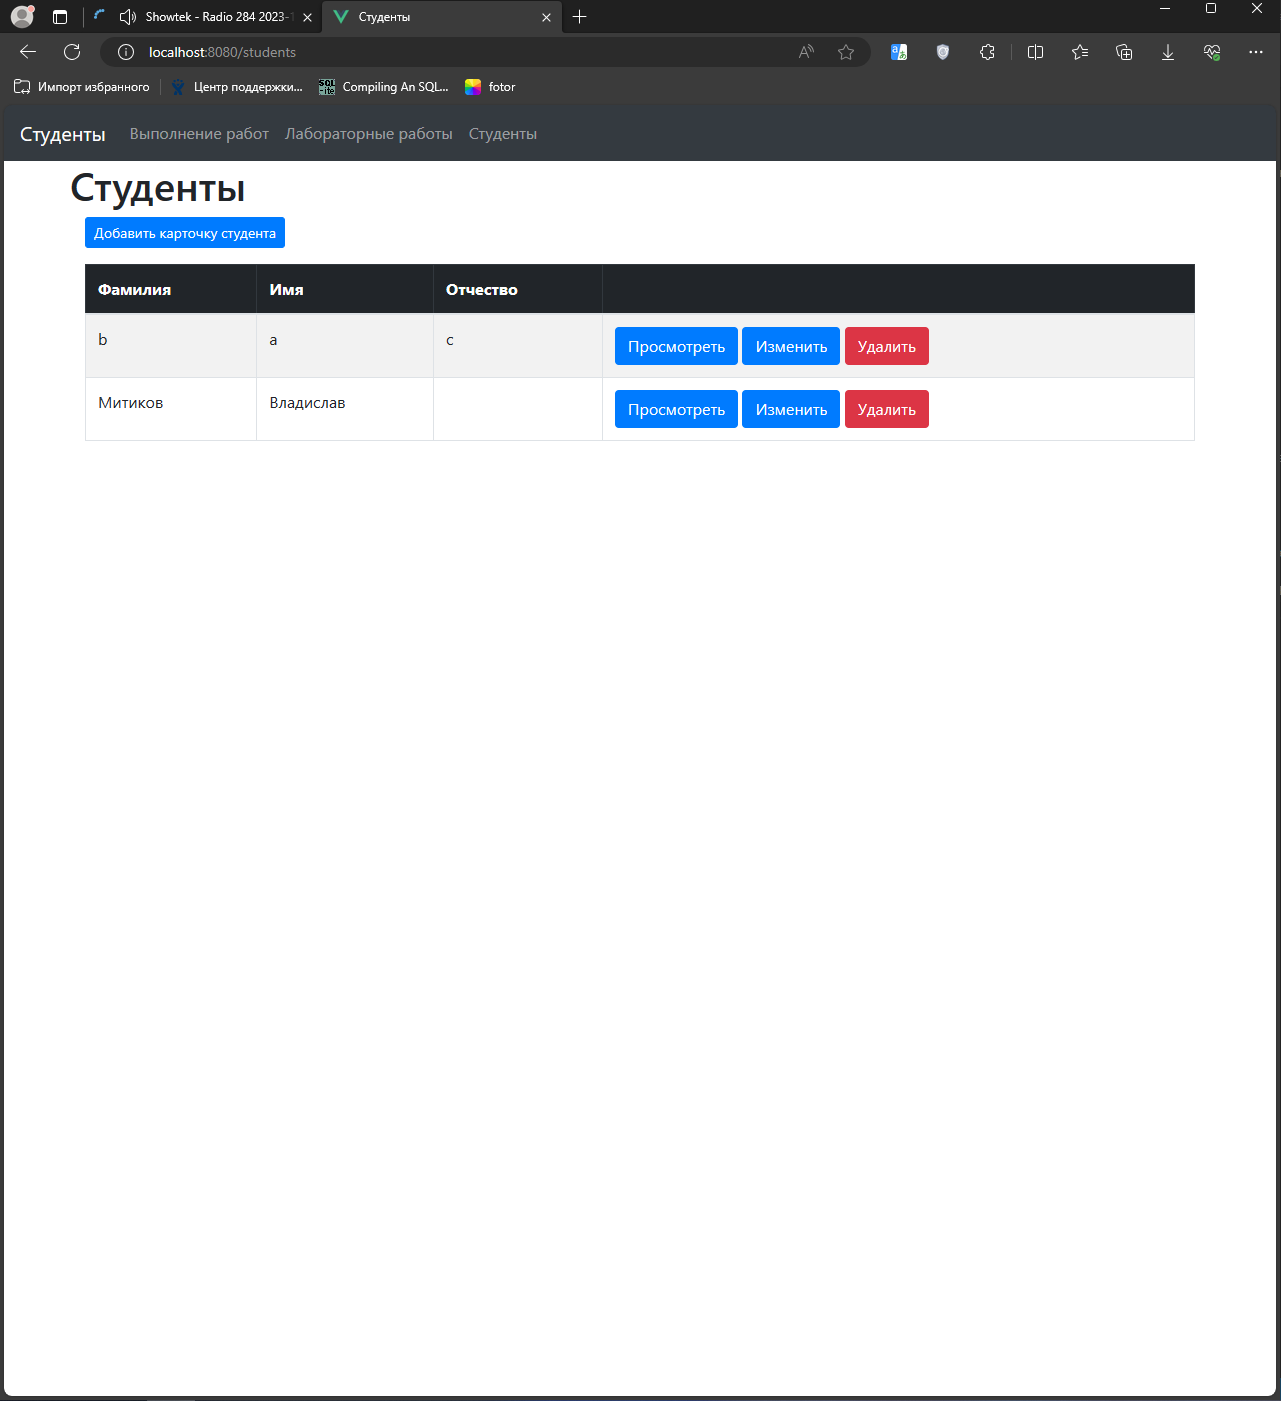 Showtek - Radio 284 2023-1
Студенты
localhost:8080/students
Импорт избранного
Центр поддержки...
Compiling An SQL...
fotor
Студенты Выполнение работ Лабораторные работы Студенты
Студенты
Добавить карточку студента
Фамилия Имя Отчество
b a c Просмотреть Изменить Удалить
Митиков Владислав Просмотреть Изменить Удалить